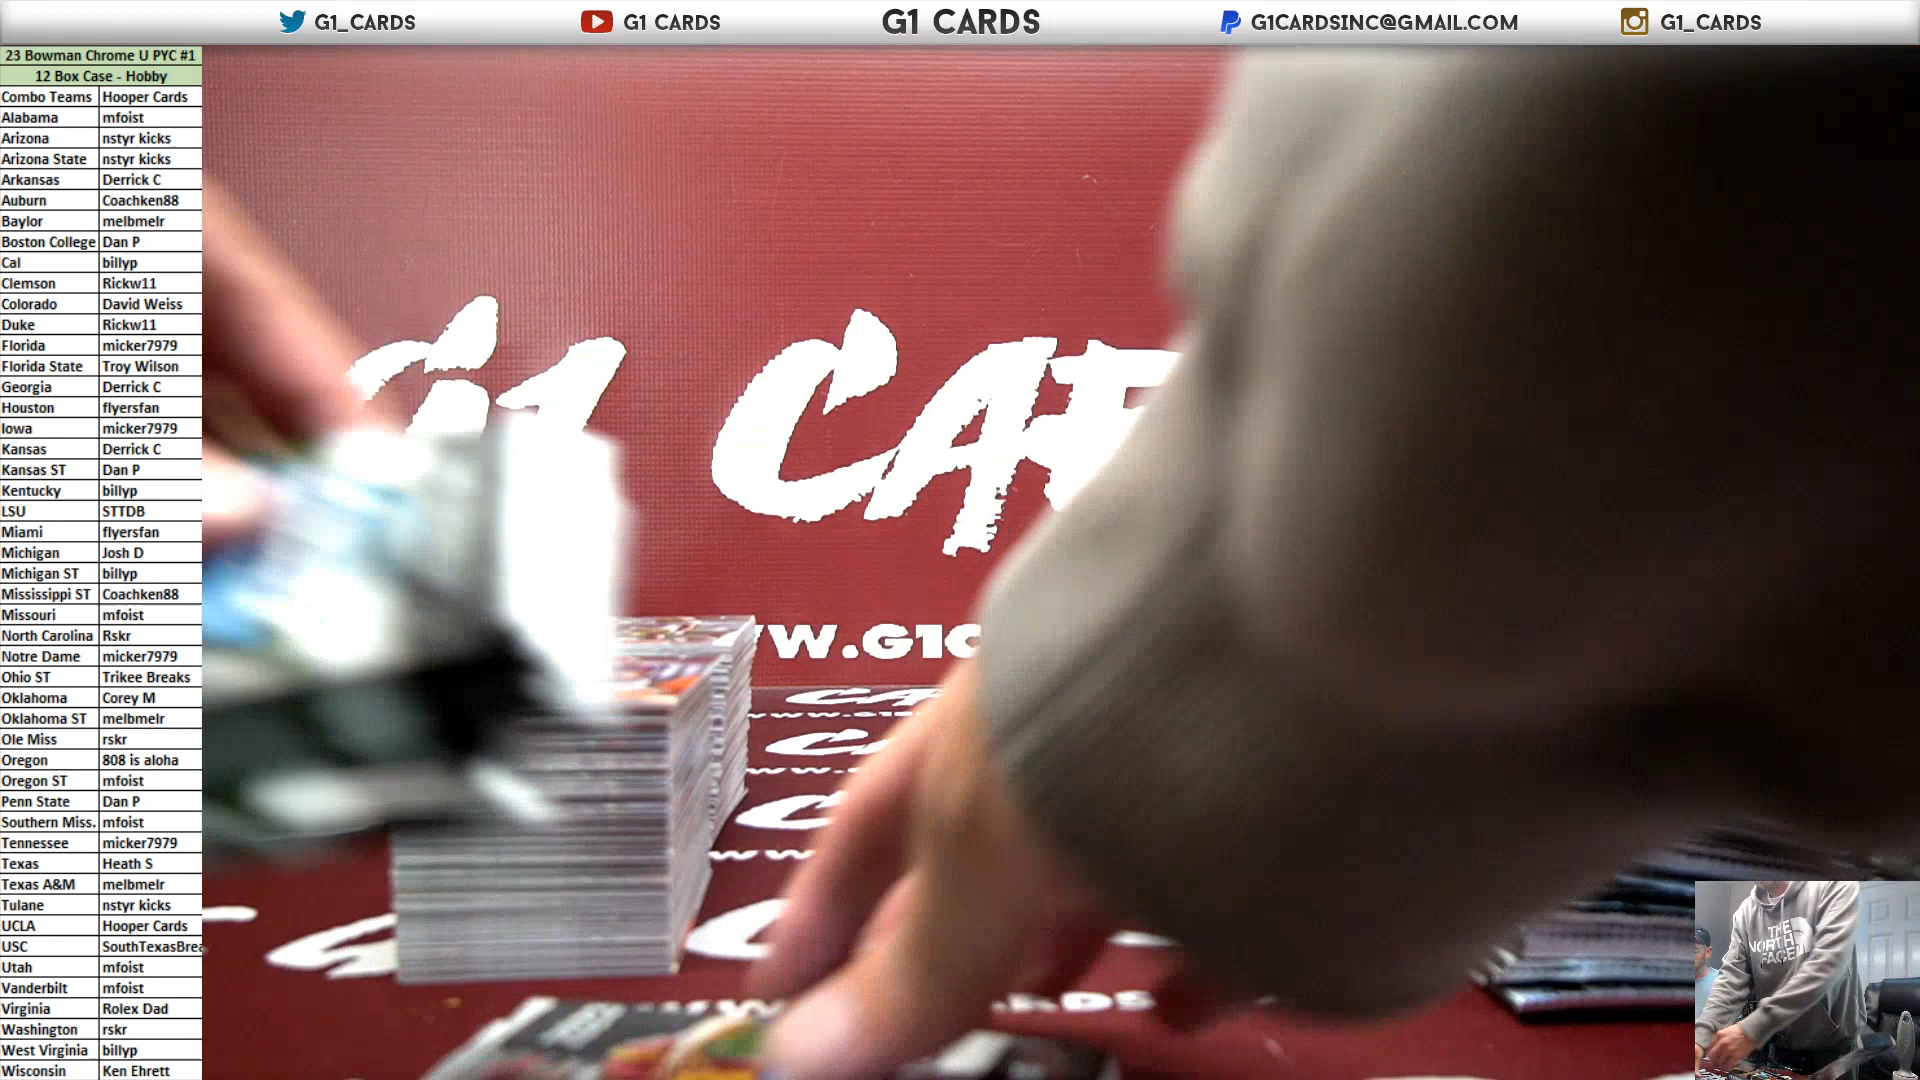 G1_CARDS G1 CARDS G1 CARDS G1CARDSINC@GMAIL.COM G1_CARDS
23 Bowman Chrome U PYC #1
12 Box Case - Hobby
Combo Teams Hooper Cards
Alabama mfoist
Arizona nstyr kicks
Arizona State nstyr kicks
Arkansas Derrick C
Auburn Coachken88
Baylor melbmelr
Boston College Dan P
Cal billyp
Clemson Rickw11
Colorado David Weiss
Duke Rickw11
Florida micker7979
Florida State Troy Wilson
Georgia Derrick C
Houston flyersfan
Iowa micker7979
Kansas Derrick C
Kansas ST Dan P
Kentucky billyp
LSU STTDB
Miami flyersfan
Michigan Josh D
Michigan ST billyp
Mississippi ST Coachken88
Missouri mfoist
North Carolina Rskr
Notre Dame micker7979
Ohio ST Trikee Breaks
Oklahoma Corey M
Oklahoma ST melbmelr
Ole Miss rskr
Oregon 808 is aloha
Oregon ST mfoist
Penn State Dan P
Southern Miss. mfoist
Tennessee micker7979
Texas Heath S
Texas A&M melbmelr
Tulane nstyr kicks
UCLA Hooper Cards
USC SouthTexasBrea
Utah mfoist
Vanderbilt mfoist
Virginia Rolex Dad
Washington rskr
West Virginia billyp
Wisconsin Ken Ehrett
G1 CAR
WW.G1C
THE
NORTH
FACE